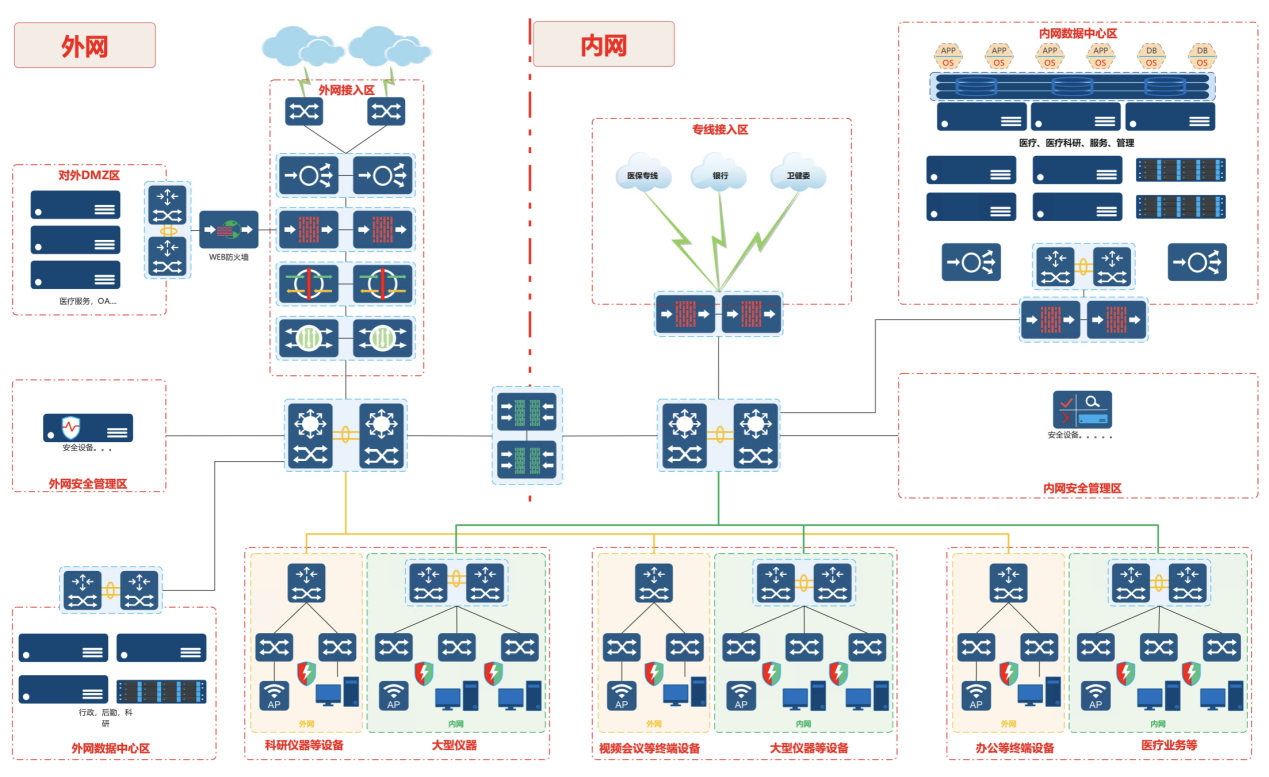 外网
内网
外网接入区
内网数据中心区
APP
OS
APP
OS
APP
OS
APP
OS
DB
OS
DB
OS
医疗、医疗科研、服务、管理
专线接入区
医保专线
银行
卫健委
对外DMZ区
医疗服务，OA...
WEB防火墙
安全设备。。。
外网安全管理区
安全设备。。。。。
内网安全管理区
行政，后勤，科
研
外网数据中心区
AP
外网
科研仪器等设备
AP
内网
大型仪器
AP
外网
视频会议等终端设备
AP
内网
大型仪器等设备
AP
外网
办公等终端设备
AP
内网
医疗业务等